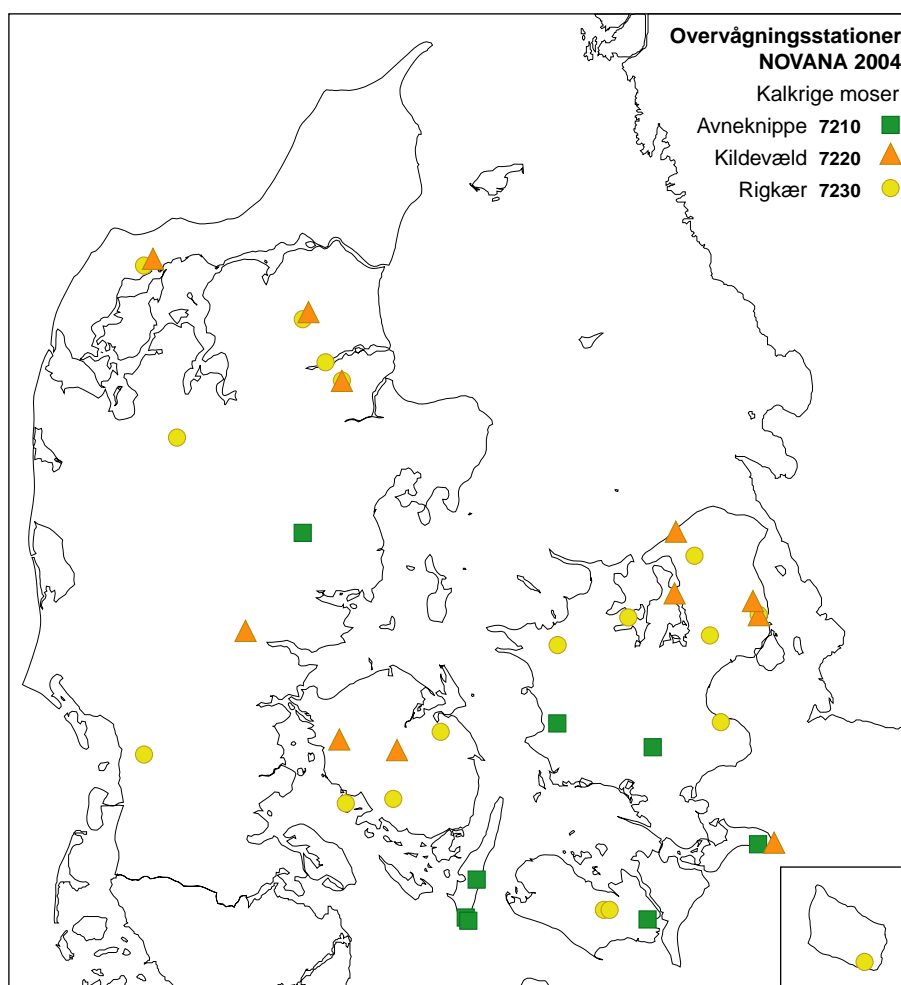 Overvågningsstationer
NOVANA 2004
Kalkrige moser
Avneknippe 7210
Kildevæld 7220
Rigkær 7230